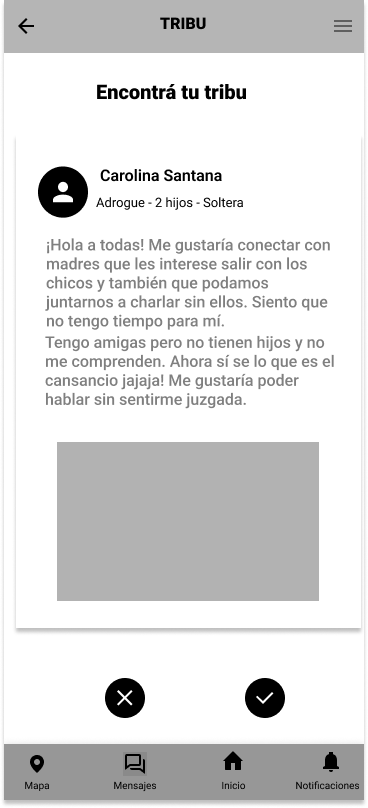 TRIBU
Encontrá tu tribu
Carolina Santana
Adrogue - 2 hijos - Soltera
¡Hola a todas! Me gustaría conectar con
madres que les interese salir con los
chicos y también que podamos
juntarnos a charlar sin ellos. Siento que
no tengo tiempo para mí.
Tengo amigas pero no tienen hijos y no
me comprenden. Ahora sí se lo que es el
cansancio jajaja! Me gustaría poder
hablar sin sentirme juzgada.
Mapa
Mensajes
Inicio
Notificaciones